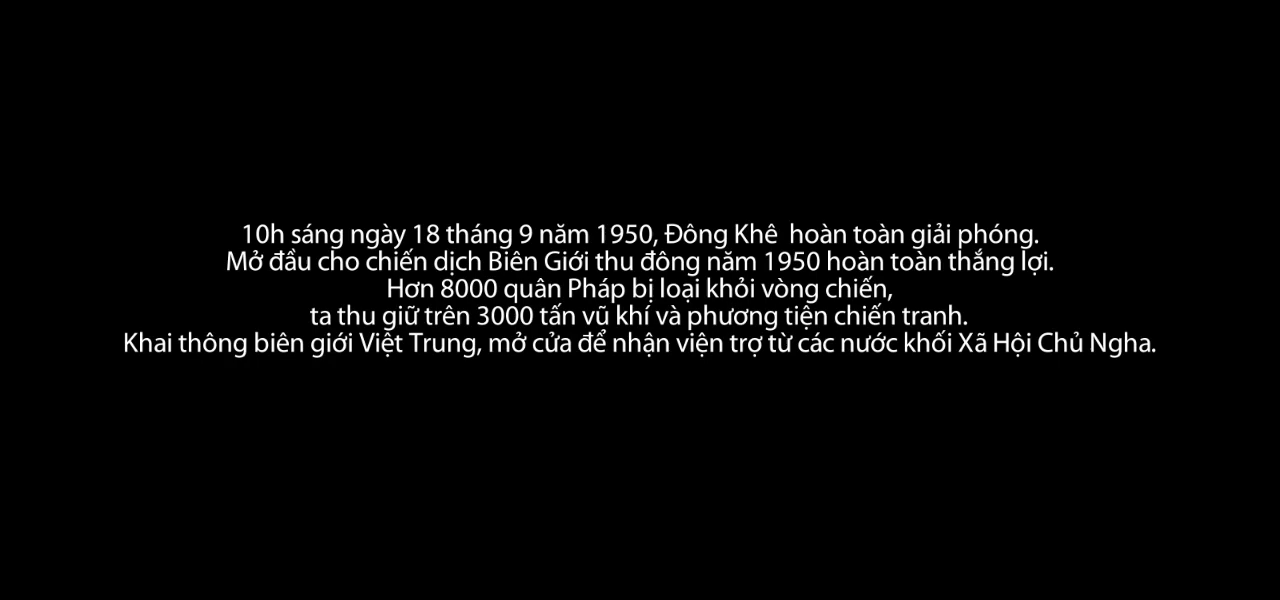 10h sáng ngày 18 tháng 9 năm 1950, Đông Khê  hoàn toàn giải phóng.
Mở đầu cho chiến dịch Biên Giới thu đông năm 1950 hoàn toàn thắng lợi.
Hơn 8000 quân Pháp bị loại khỏi vòng chiến,
ta thu giữ trên 3000 tấn vũ khí và phương tiện chiến tranh.
Khai thông biên giới Việt Trung, mở cửa để nhận viện trợ từ các nước khối Xã Hội Chủ Ngha.